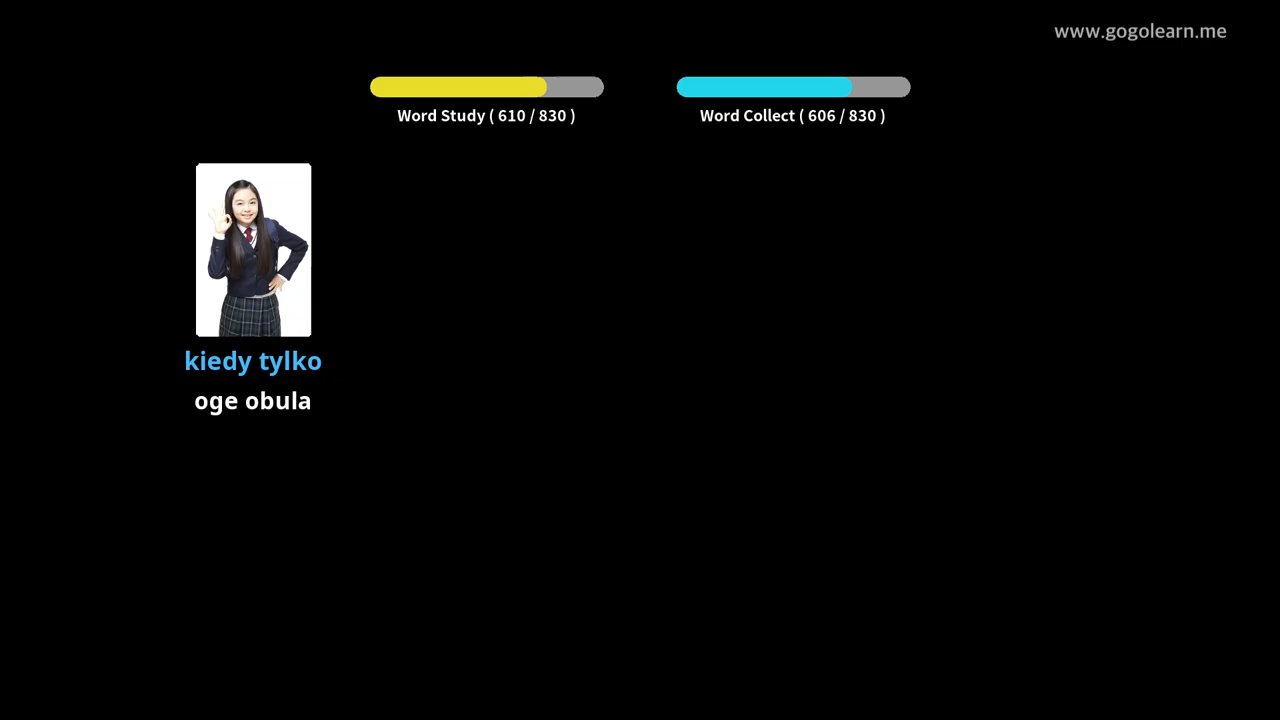 www.gogolearn.me
Word Study ( 610 / 830 )
Word Collect ( 606 / 830 )
kiedy tylko
oge obula